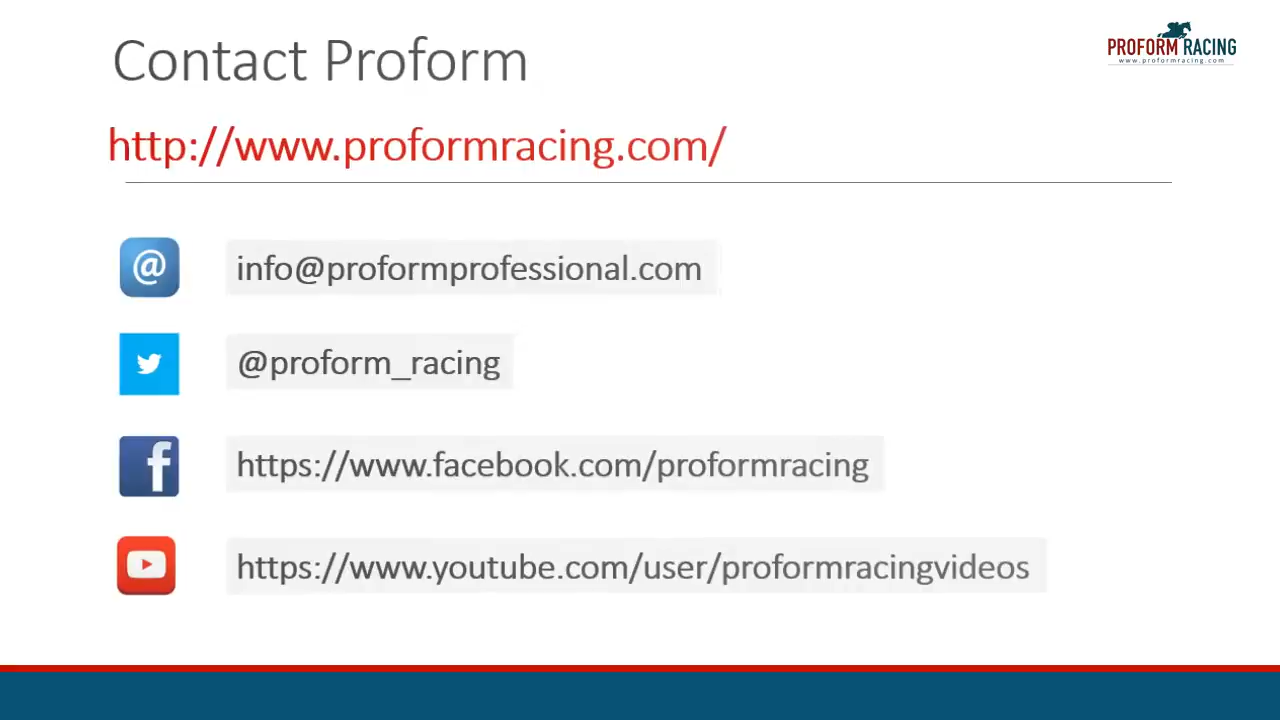 Contact Proform
PROFORM RACING
www.proformracing.com
http://www.proformracing.com/
@
info@proformprofessional.com
@proform_racing
f
https://www.facebook.com/proformracing
https://www.youtube.com/user/proformracingvideos